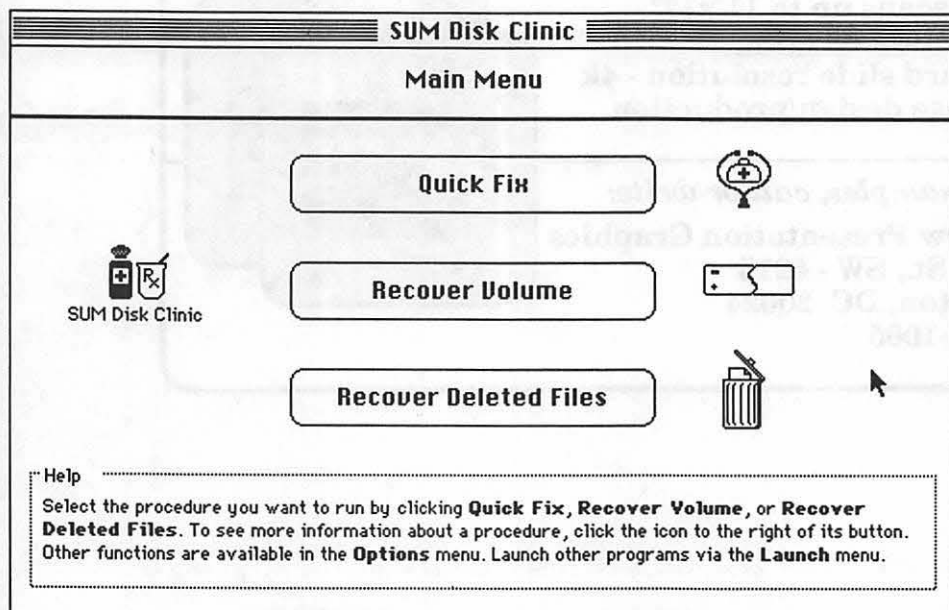 SUM Disk Clinic
Main Menu
Quick Fix
Rx
SUM Disk Clinic
Recover Volume
Recover Deleted Files
Help
Select the procedure you want to run by clicking Quick Fix, Recover Volume, or Recover
Deleted Files. To see more information about a procedure, click the icon to the right of its button.
Other functions are available in the Options menu. Launch other programs via the Launch menu.